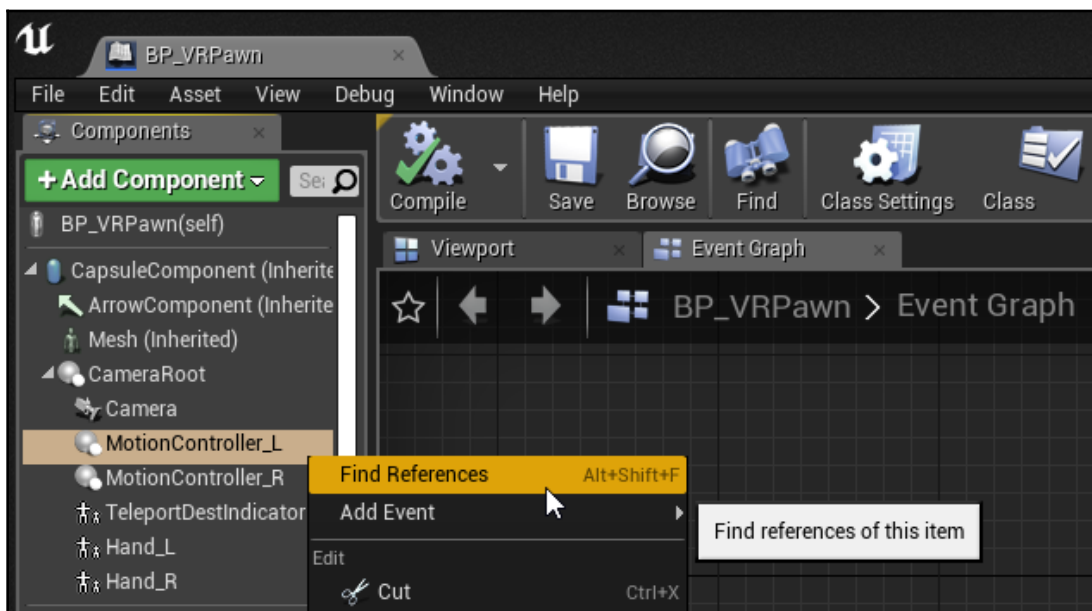 BP_VRPawn
File Edit Asset View Debug Window Help
Components
+Add Component
Sea
Compile Save Browse Find Class Settings Class
BP_VRPawn(self)
Viewport Event Graph
CapsuleComponent (Inherite
ArrowComponent (Inherite
BP_VRPawn > Event Graph
Mesh (Inherited)
CameraRoot
Camera
MotionController_L
MotionController_R
Find References Alt+Shift+F
TeleportDestIndicator
Add Event
Find references of this item
Hand_L
Edit
Hand_R
Cut Ctrl+X